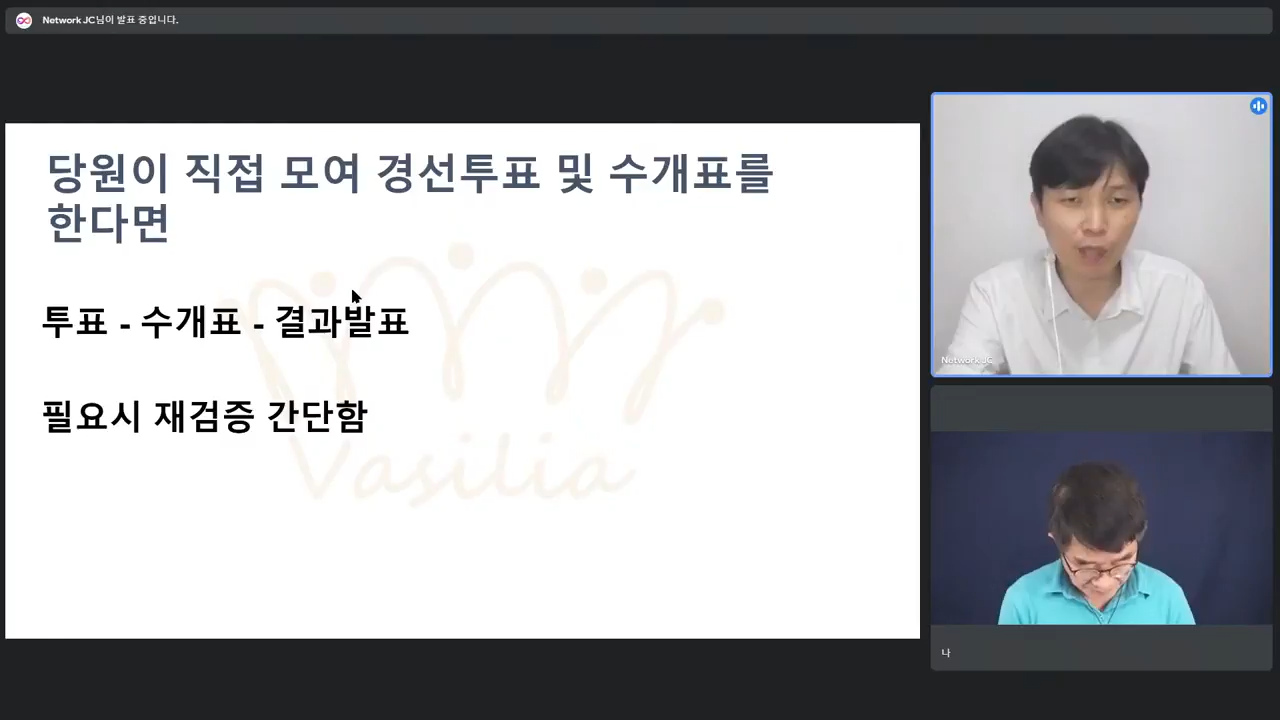 Network JC님이 발표 중입니다.
당원이 직접 모여 경선투표 및 수개표를
한다면
투표 - 수개표 - 결과발표
필요시 재검증 간단함
Vasilia
Network JC
나